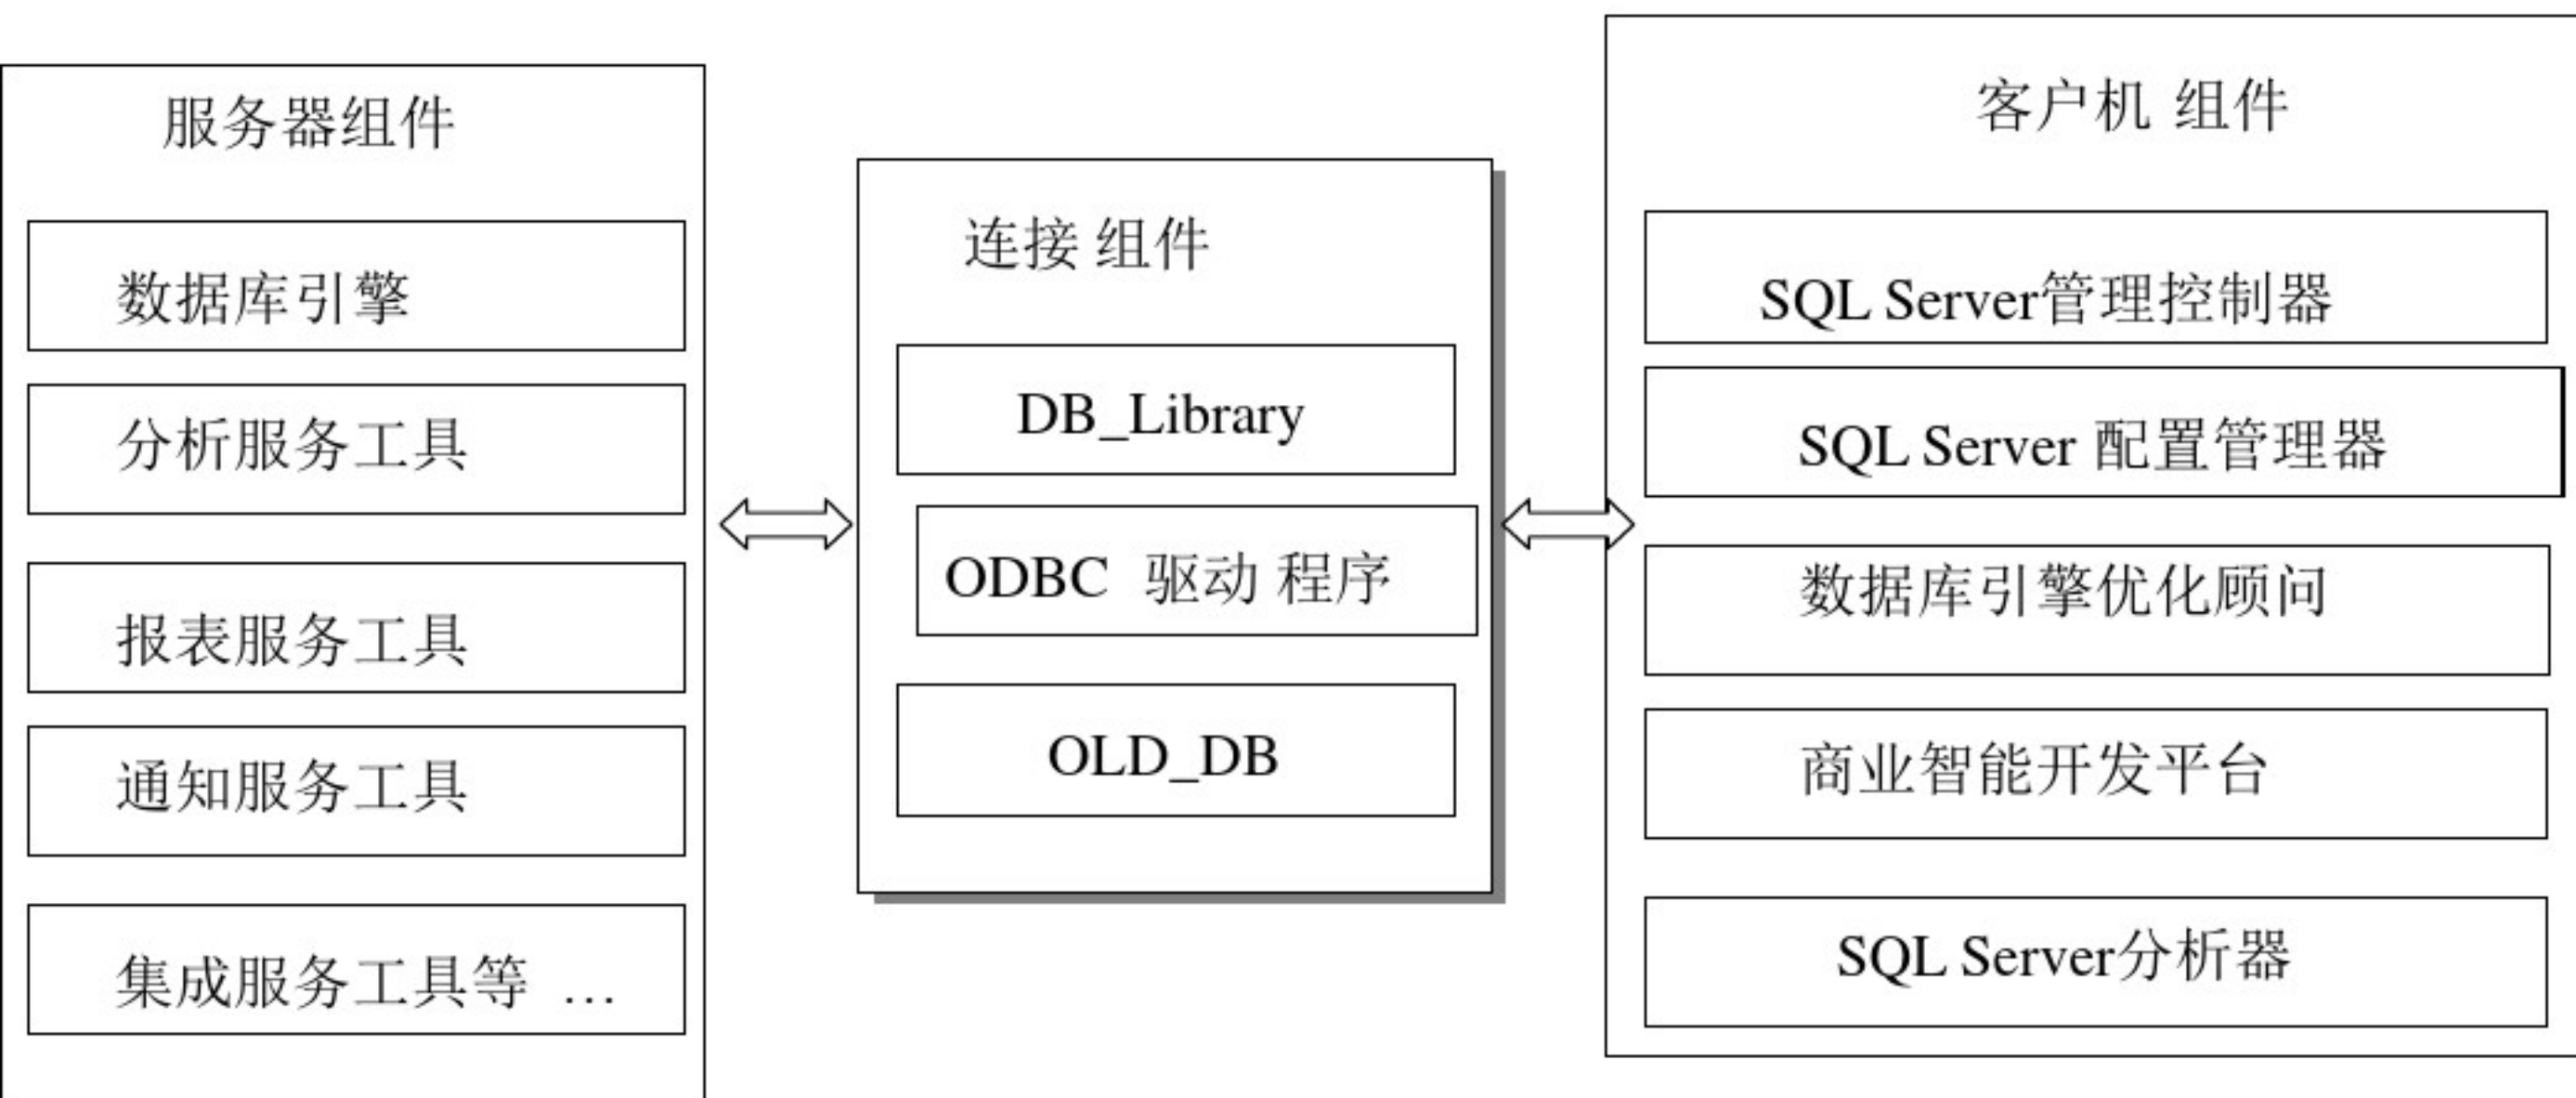 服务器组件
数据库引擎
分析服务工具
报表服务工具
通知服务工具
集成服务工具等 …
连接 组件
DB_Library
ODBC 驱动 程序
OLD_DB
客户机 组件
SQL Server管理控制器
SQL Server 配置管理器
数据库引擎优化顾问
商业智能开发平台
SQL Server分析器